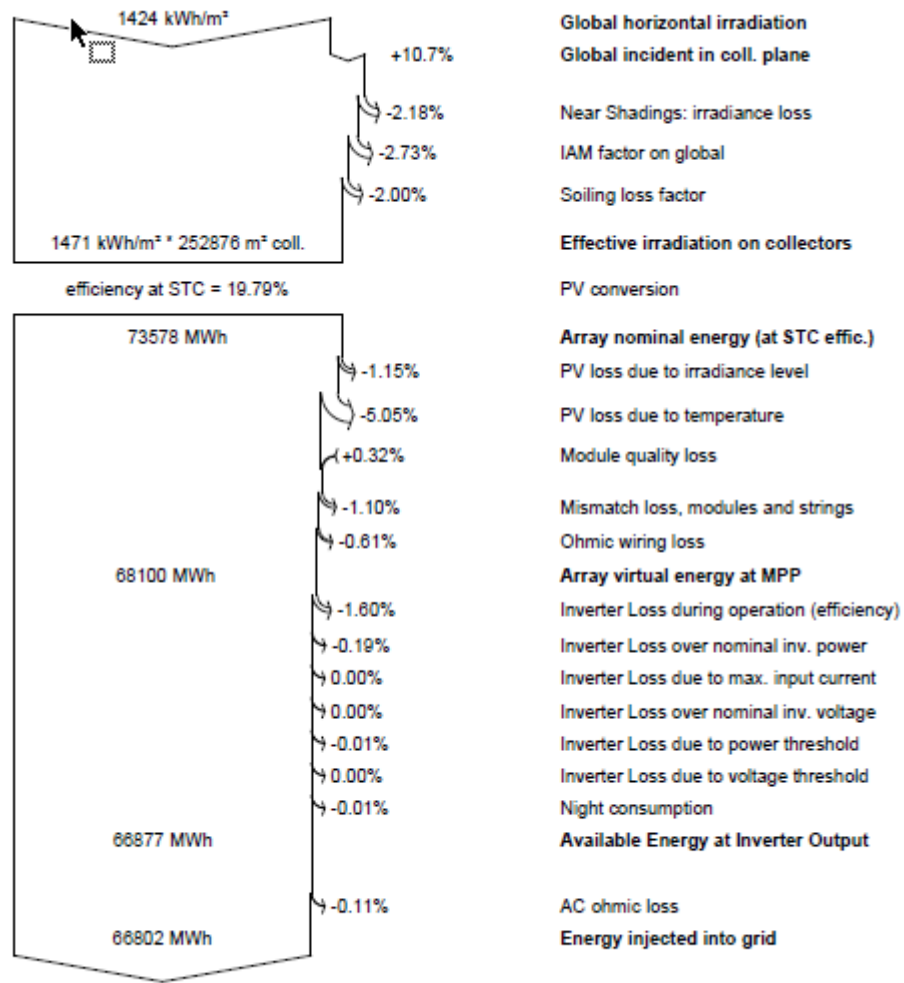 1424 kWh/m² Global horizontal irradiation
+10.7% Global incident in coll. plane
-2.18% Near Shadings: irradiance loss
-2.73% IAM factor on global
-2.00% Soiling loss factor
1471 kWh/m² * 252876 m² coll. Effective irradiation on collectors
efficiency at STC = 19.79% PV conversion
73578 MWh Array nominal energy (at STC effic.)
-1.15% PV loss due to irradiance level
-5.05% PV loss due to temperature
+0.32% Module quality loss
-1.10% Mismatch loss, modules and strings
-0.61% Ohmic wiring loss
68100 MWh Array virtual energy at MPP
-1.60% Inverter Loss during operation (efficiency)
-0.19% Inverter Loss over nominal inv. power
0.00% Inverter Loss due to max. input current
0.00% Inverter Loss over nominal inv. voltage
-0.01% Inverter Loss due to power threshold
0.00% Inverter Loss due to voltage threshold
-0.01% Night consumption
66877 MWh Available Energy at Inverter Output
-0.11% AC ohmic loss
66802 MWh Energy injected into grid